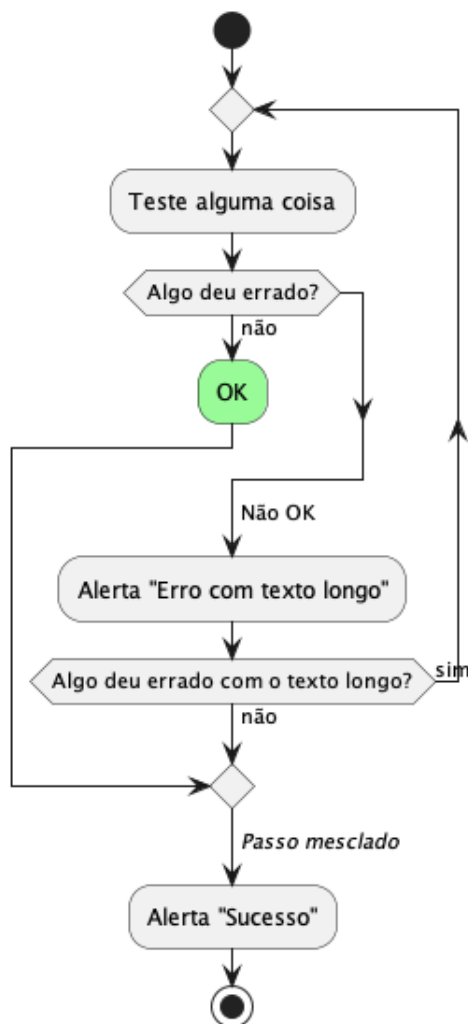 Teste alguma coisa
Algo deu errado?
não
OK
Não OK
Alerta "Erro com texto longo"
Algo deu errado com o texto longo?
sim
não
Passo mesclado
Alerta "Sucesso"